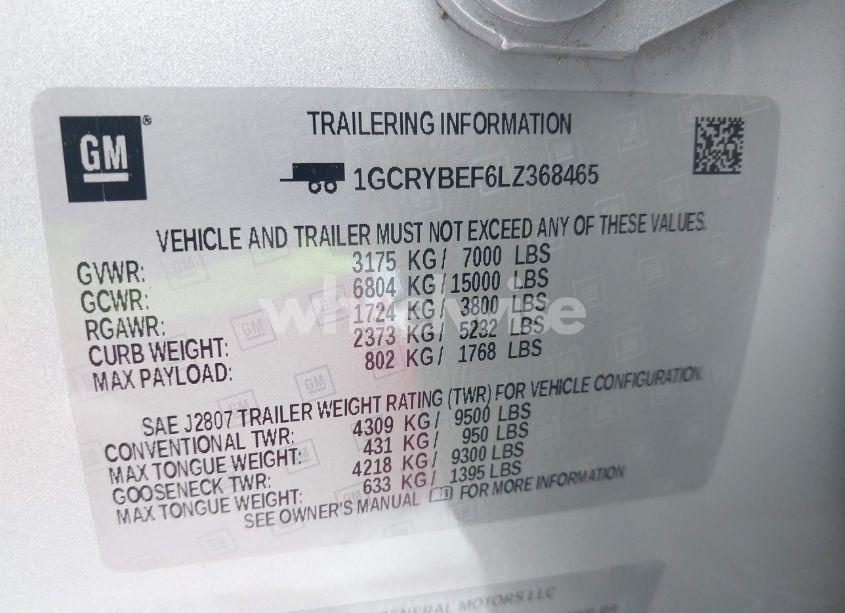 GM®
TRAILERING INFORMATION
1GCRYBEF6LZ368465
VEHICLE AND TRAILER MUST NOT EXCEED ANY OF THESE VALUES.
GVWR: 3175 KG/ 7000 LBS
GCWR: 6804 KG/ 15000 LBS
RGAWR: 1724 KG/ 3800 LBS
CURB WEIGHT: 2373 KG/ 5232 LBS
MAX PAYLOAD: 802 KG/ 1768 LBS
SAE J2807 TRAILER WEIGHT RATING (TWR) FOR VEHICLE CONFIGURATION.
CONVENTIONAL TWR: 4309 KG/ 9500 LBS
MAX TONGUE WEIGHT: 431 KG/ 950 LBS
GOOSENECK TWR: 4218 KG/ 9300 LBS
MAX TONGUE WEIGHT: 633 KG/ 1395 LBS
SEE OWNER'S MANUAL FOR MORE INFORMATION
GENERAL MOTORS LLC